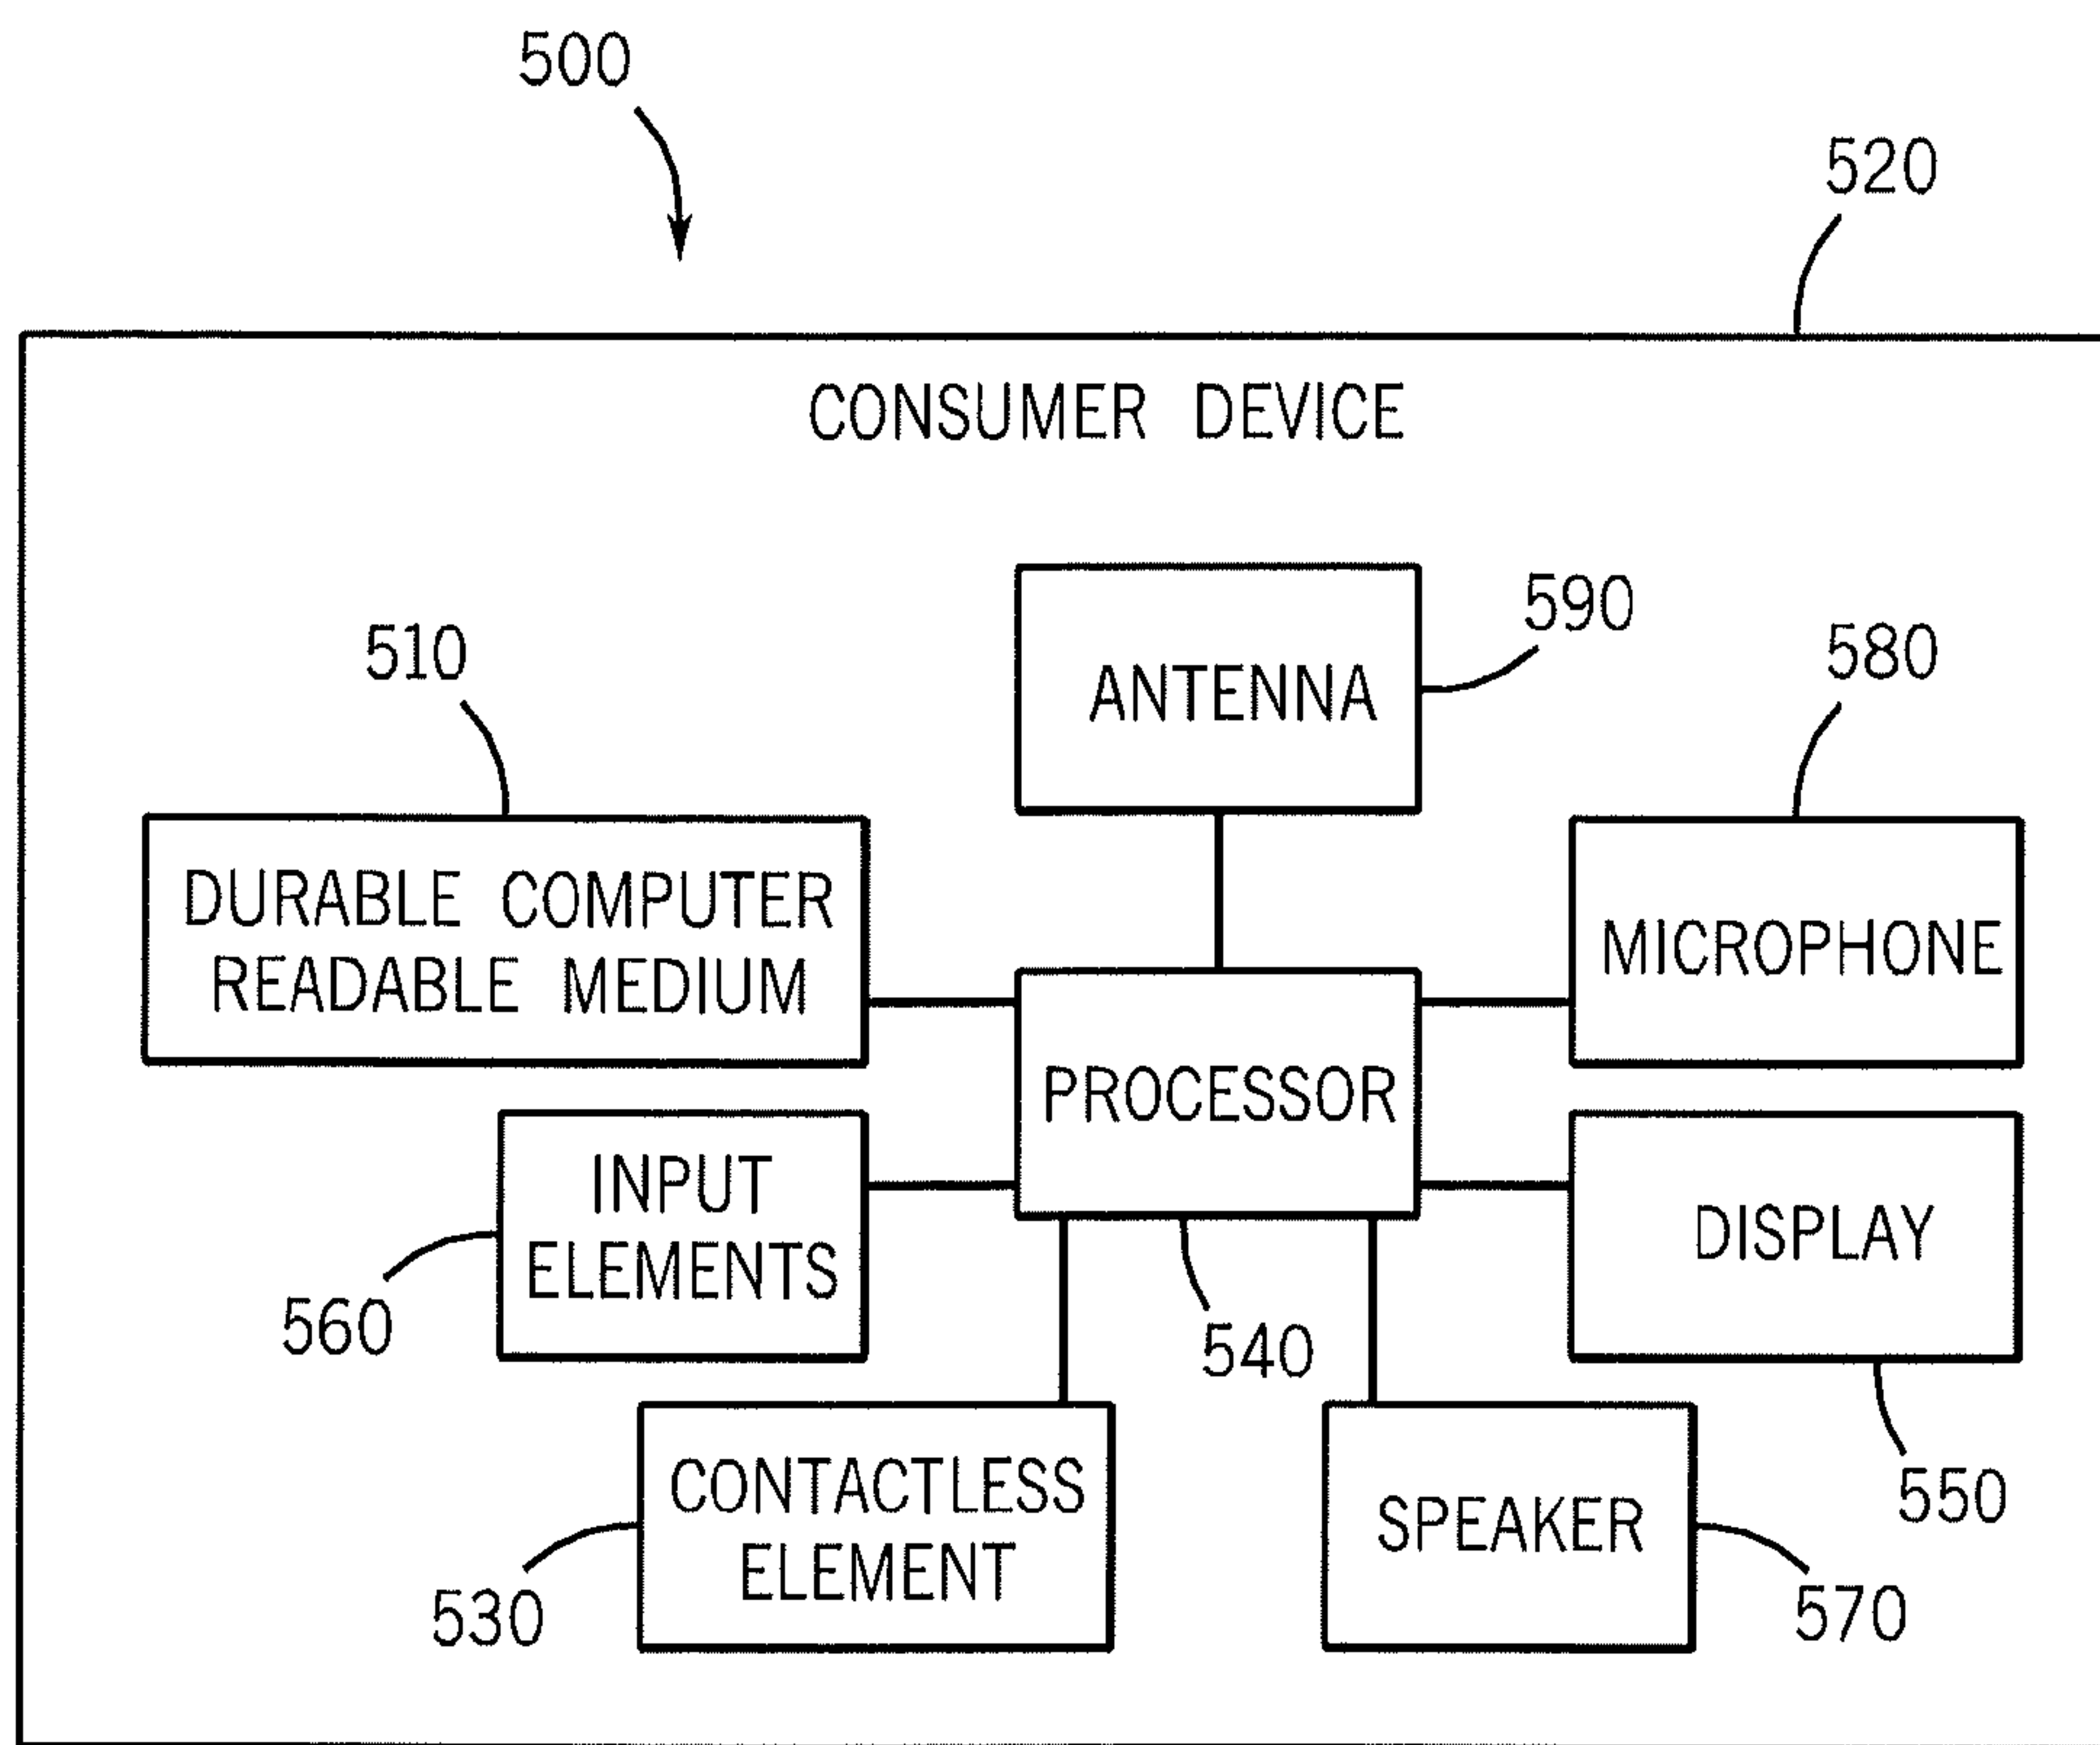 500
520
CONSUMER DEVICE
590
510
580
ANTENNA
DURABLE COMPUTER
READABLE MEDIUM
MICROPHONE
PROCESSOR
INPUT
ELEMENTS
DISPLAY
560
540
CONTACTLESS
ELEMENT
SPEAKER
550
530
570